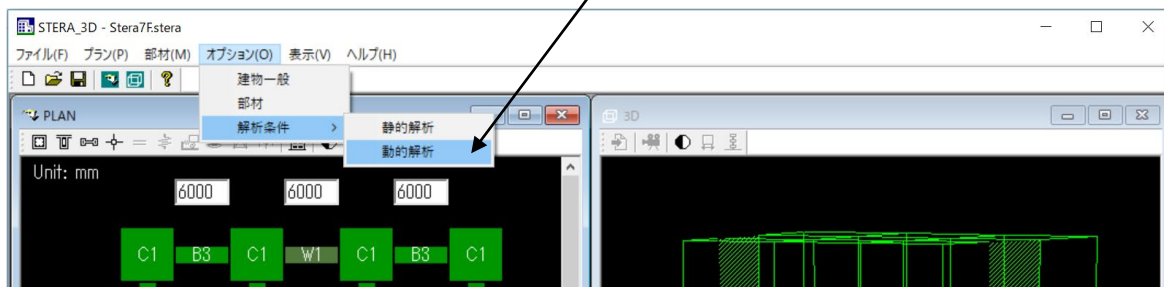 STERA_3D - Stera7F.stera
ファイル(F) プラン(P) 部材(M) オプション(O) 表示(V) ヘルプ(H)
建物一般
部材
解析条件 >
静的解析
動的解析
PLAN
Unit: mm
6000 6000 6000
C1 B3 C1 W1 C1 B3 C1
3D